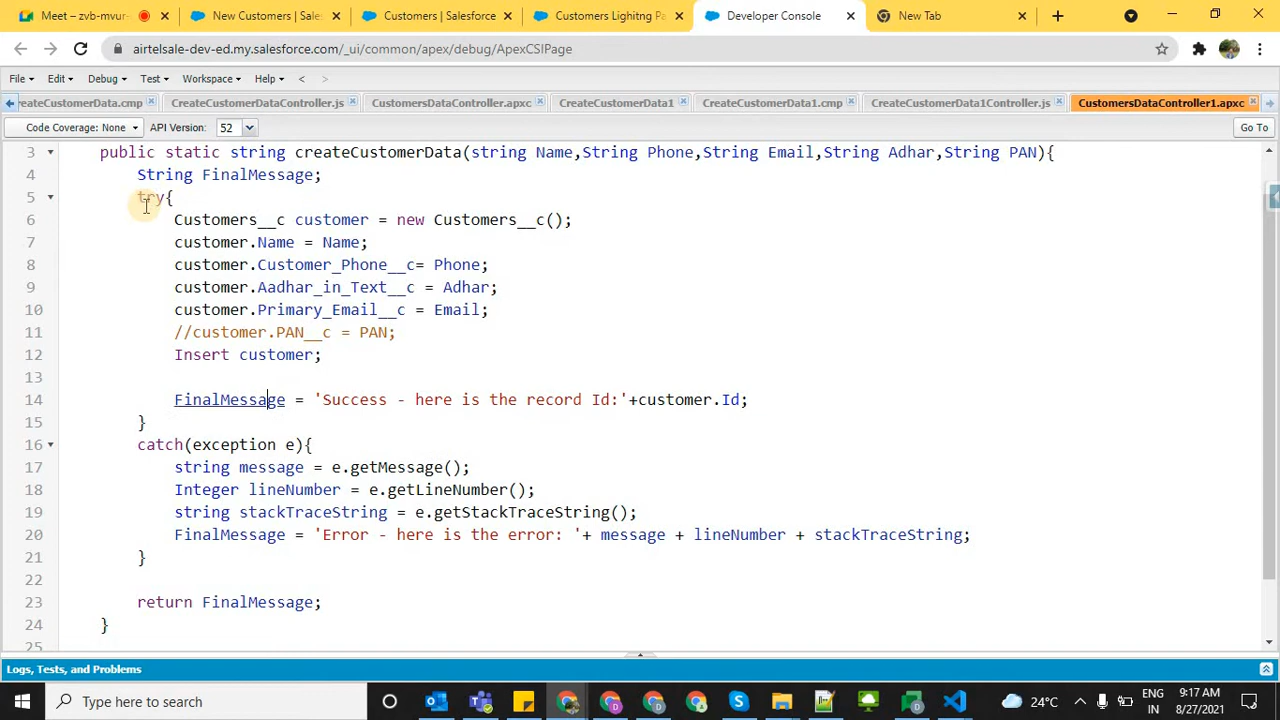 Meet – zvb-mvur-
New Customers | Sales
Customers | Salesforce
Customers Lighitng Pa
Developer Console
New Tab
airtelsale-dev-ed.my.salesforce.com/_ui/common/apex/debug/ApexCSIPage
File
Edit
Debug
Test
Workspace
Help
<
>
reateCustomerData.cmp
CreateCustomerDataController.js
CustomersDataController.apxc
CreateCustomerData1
CreateCustomerData1.cmp
CreateCustomerData1Controller.js
CustomersDataController1.apxc
Code Coverage: None
API Version:
52
Go To
3 public static string createCustomerData(string Name,String Phone,String Email,String Adhar,String PAN){
4 String FinalMessage;
5 try{
6 Customers__c customer = new Customers__c();
7 customer.Name = Name;
8 customer.Customer_Phone__c= Phone;
9 customer.Aadhar_in_Text__c = Adhar;
10 customer.Primary_Email__c = Email;
11 //customer.PAN__c = PAN;
12 Insert customer;
13
14 FinalMessage = 'Success - here is the record Id:'+customer.Id;
15 }
16 catch(exception e){
17 string message = e.getMessage();
18 Integer lineNumber = e.getLineNumber();
19 string stackTraceString = e.getStackTraceString();
20 FinalMessage = 'Error - here is the error: '+ message + lineNumber + stackTraceString;
21 }
22
23 return FinalMessage;
24 }
25
Logs, Tests, and Problems
Type here to search
24°C
ENG
IN
9:17 AM
8/27/2021